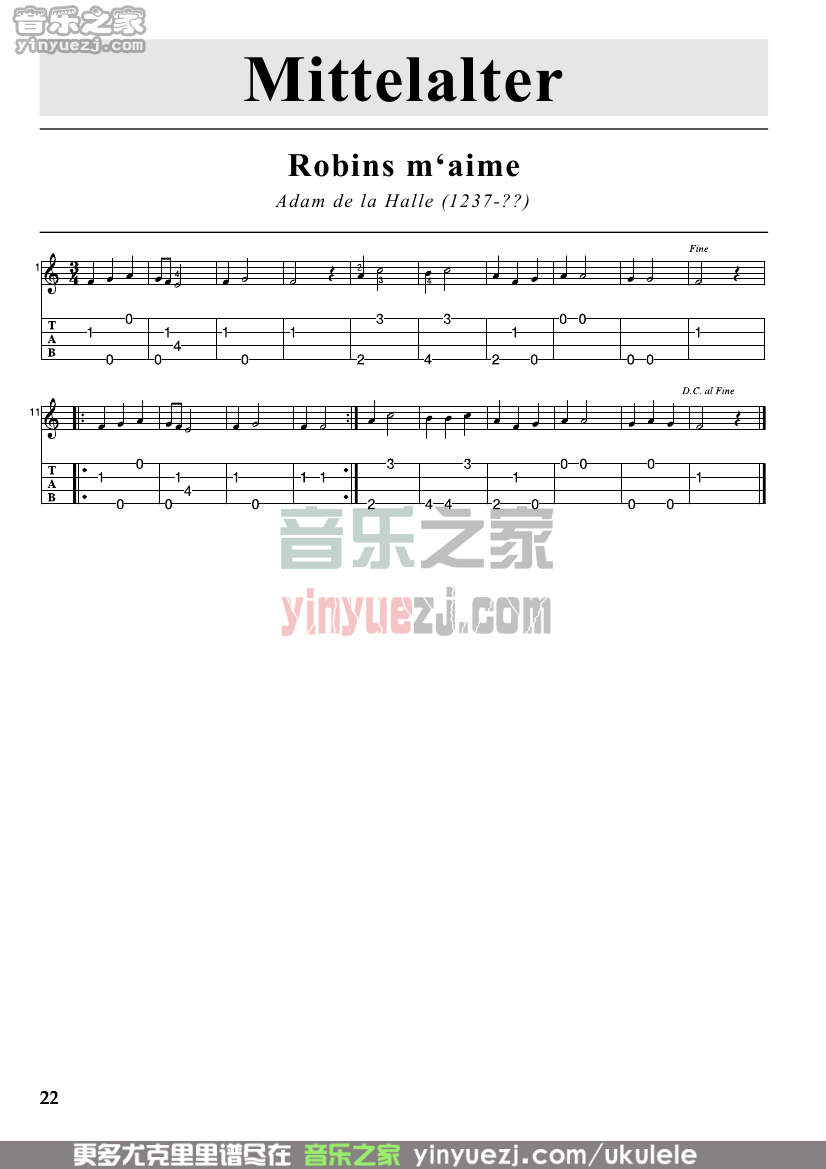 音乐之家
yinyuezj.com
Mittelalter
Robins m‘aime
Adam de la Halle (1237-??)
Fine
1 3 4 4 2 3 4
T A B
0 1 1 1 1 3 3 1 0 0 1
4
0 0 0 2 4 2 0 0 0
D.C. al Fine
11
T A B
0 3 3 0 0 0
1 1 1 1 1 1 1
4
0 0 0 2 4 4 2 0 0 0
音乐之家
yinyuezj.com
22
更多尤克里里谱尽在 音乐之家 yinyuezj.com/ukulele